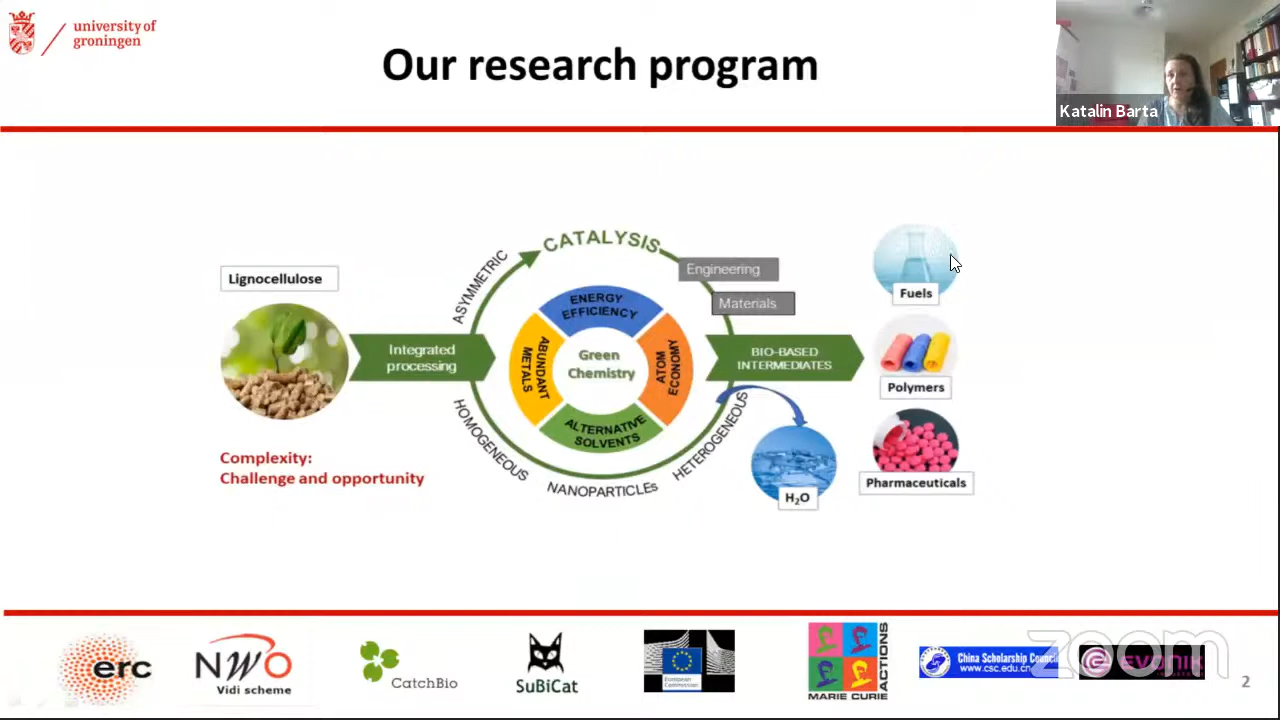 university of
groningen
Our research program
Katalin Barta
CATALYSIS
ASYMMETRIC
Engineering
Materials
Lignocellulose
Fuels
ENERGY
EFFICIENCY
Integrated
processing
ABUNDANT
METALS
Green
Chemistry
ATOM
ECONOMY
BIO-BASED
INTERMEDIATES
Polymers
ALTERNATIVE
SOLVENTS
HOMOGENEOUS
NANOPARTICLEs
HETEROGENEOUS
Complexity:
Challenge and opportunity
H₂O
Pharmaceuticals
erc
NWO
Vidi scheme
CatchBio
SuBiCat
European
Commission
MARIE CURIE
ACTIONS
China Scholarship Council
www.csc.edu.cn
EVONIK
zoom
2